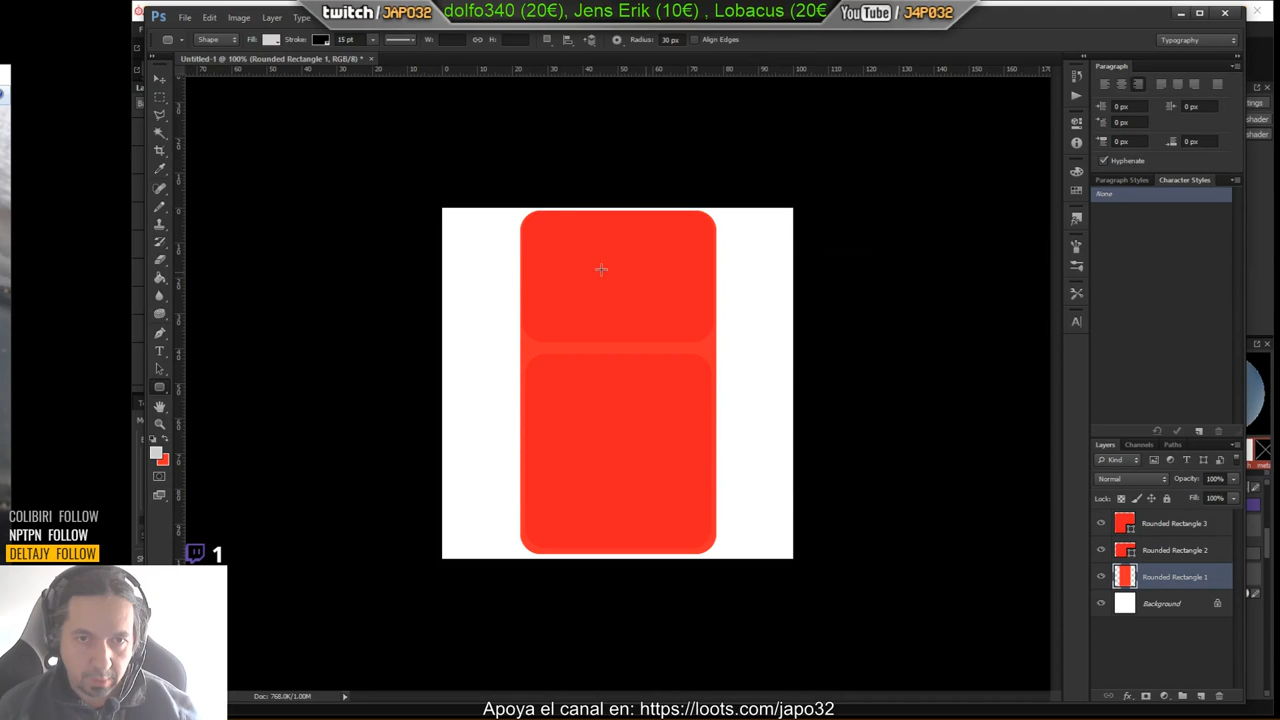 twitch / JAPO32
dolfo340 (20€), Jens Erik (10€) , Lobacus (20€
YouTube / J4P032
Ps File Edit Image Layer Type
Shape Fill: Stroke: 15 pt W: H: Radius: 30 px Align Edges Typography
Untitled-1 @ 100% (Rounded Rectangle 1, RGB/8) *
Paragraph
0 px 0 px
0 px
0 px 0 px
Hyphenate
Paragraph Styles Character Styles
None
Layers Channels Paths
Kind
Normal Opacity: 100%
Lock: Fill: 100%
Rounded Rectangle 3
Rounded Rectangle 2
Rounded Rectangle 1
Background
COLIBIRI FOLLOW
NPTPN FOLLOW
DELTAJY FOLLOW
1
Doc: 768.0K/1.00M
Apoya el canal en: https://loots.com/japo32